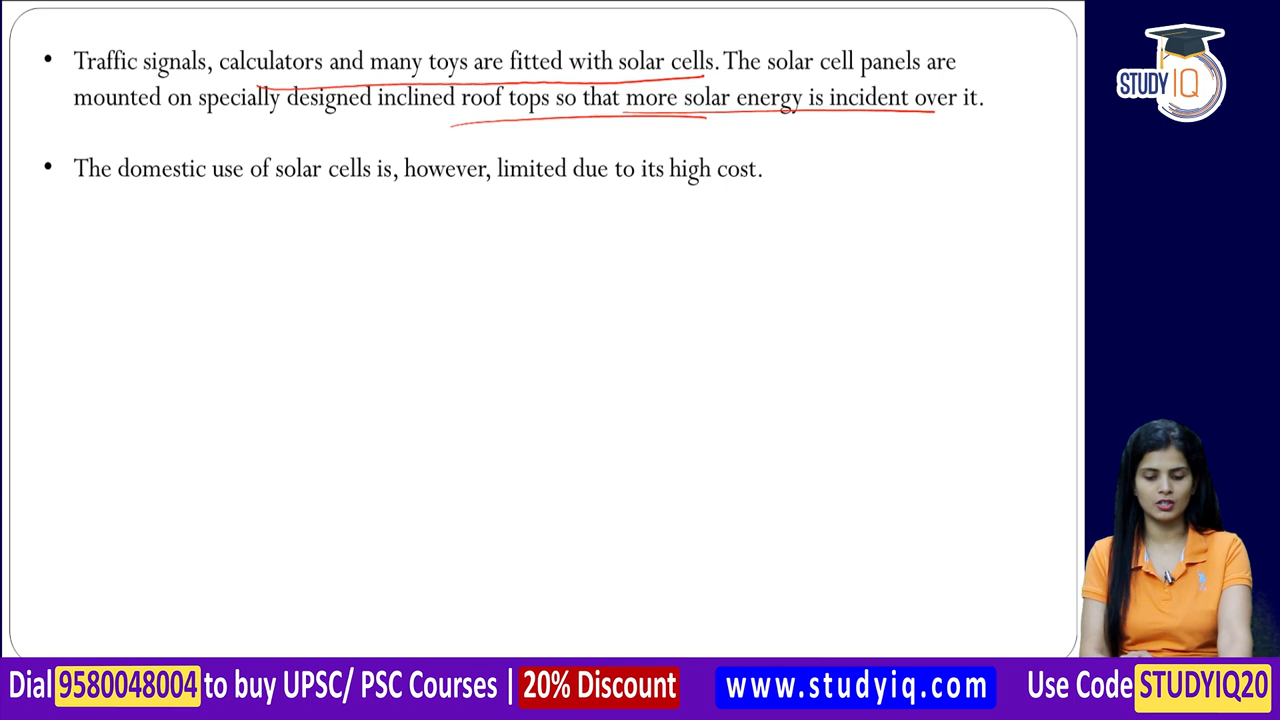 • Traffic signals, calculators and many toys are fitted with solar cells. The solar cell panels are
mounted on specially designed inclined roof tops so that more solar energy is incident over it.
• The domestic use of solar cells is, however, limited due to its high cost.
STUDY IQ
Dial 9580048004 to buy UPSC/ PSC Courses | 20% Discount www.studyiq.com Use Code STUDYIQ20